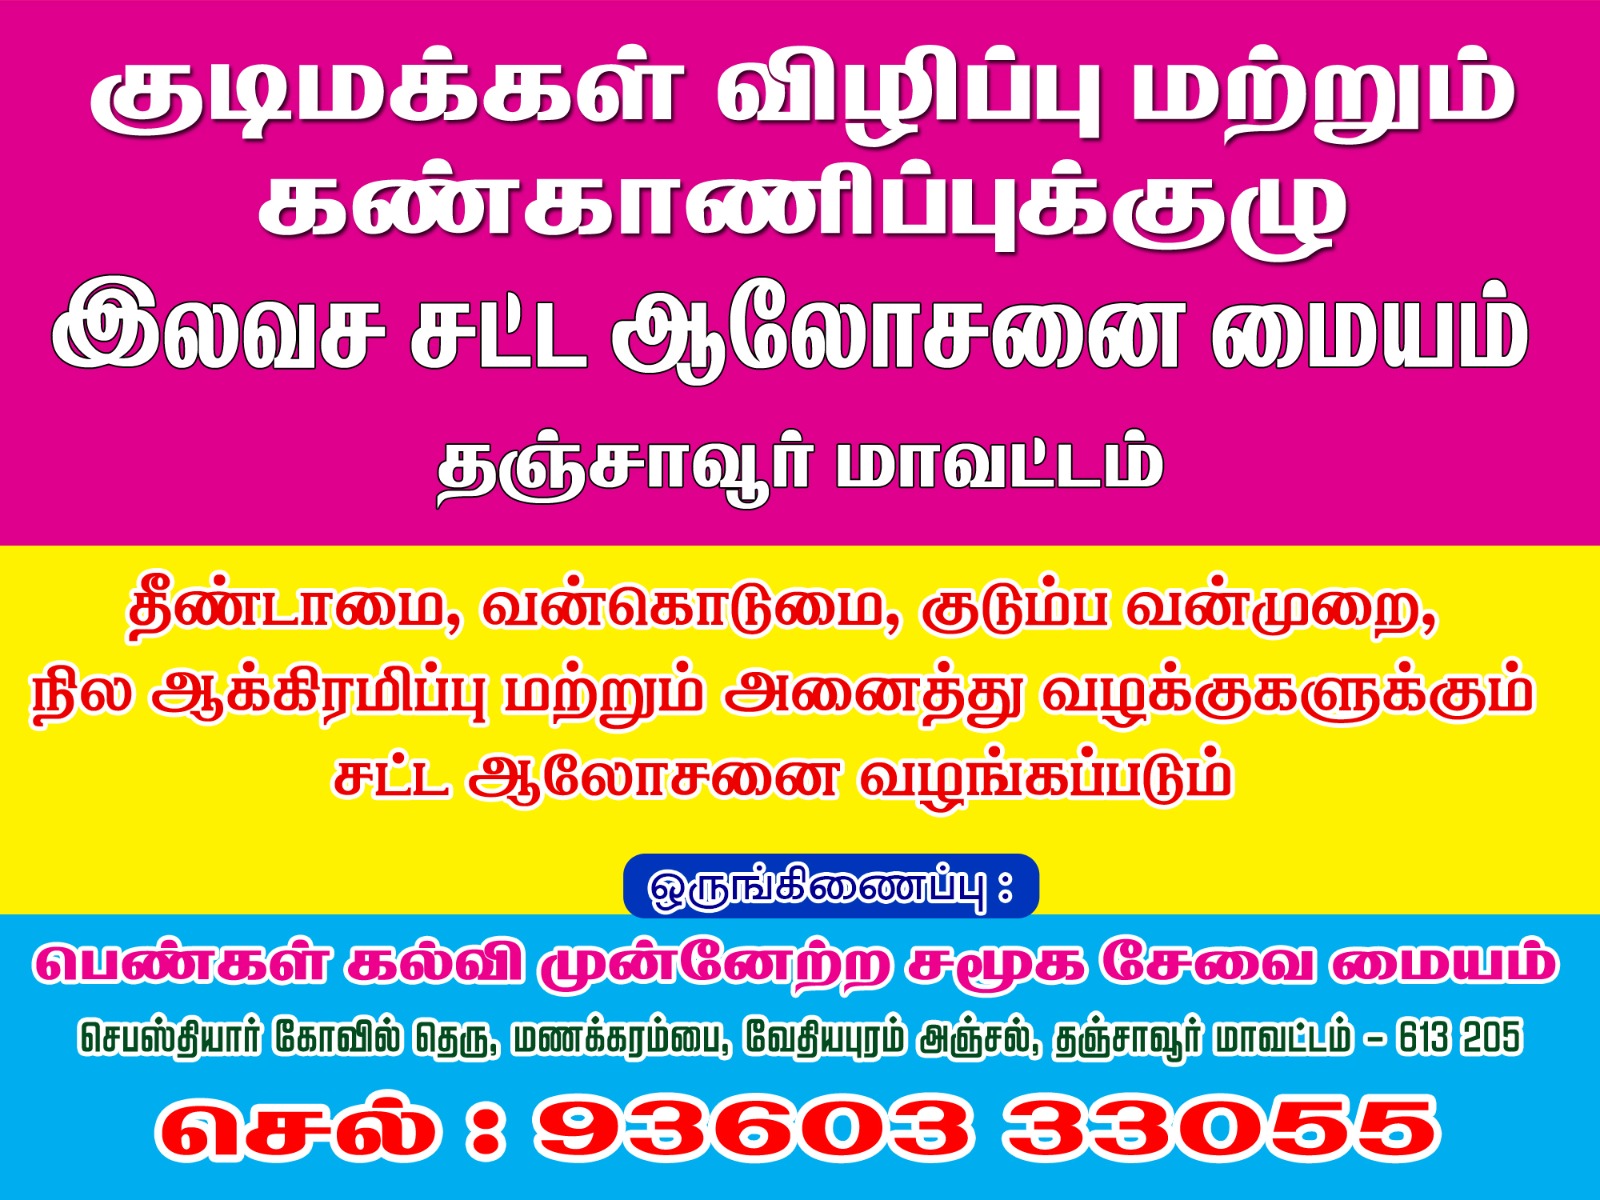 குடிமக்கள் விழிப்பு மற்றும்
கண்காணிப்புக்குழு
இலவச சட்ட ஆலோசனை மையம்
தஞ்சாவூர் மாவட்டம்
தீண்டாமை, வன்கொடுமை, குடும்ப வன்முறை,
நில ஆக்கிரமிப்பு மற்றும் அனைத்து வழக்குகளுக்கும்
சட்ட ஆலோசனை வழங்கப்படும்
ஒருங்கிணைப்பு :
பெண்கள் கல்வி முன்னேற்ற சமூக சேவை மையம்
செபஸ்தியார் கோவில் தெரு, மணக்கரம்பை, வேதியபுரம் அஞ்சல், தஞ்சாவூர் மாவட்டம் – 613 205
செல் : 93603 33055